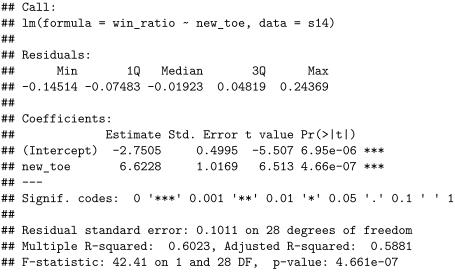 ## Call:
## lm(formula = win_ratio ~ new_toe, data = s14)
##
## Residuals:
##      Min       1Q   Median       3Q      Max
## -0.14514 -0.07483 -0.01923  0.04819  0.24369
##
## Coefficients:
##             Estimate Std. Error t value Pr(>|t|)
## (Intercept)  -2.7505     0.4995  -5.507 6.95e-06 ***
## new_toe       6.6228     1.0169   6.513 4.66e-07 ***
## ---
## Signif. codes:  0 '***' 0.001 '**' 0.01 '*' 0.05 '.' 0.1 ' ' 1
##
## Residual standard error: 0.1011 on 28 degrees of freedom
## Multiple R-squared:  0.6023, Adjusted R-squared:  0.5881
## F-statistic: 42.41 on 1 and 28 DF,  p-value: 4.661e-07